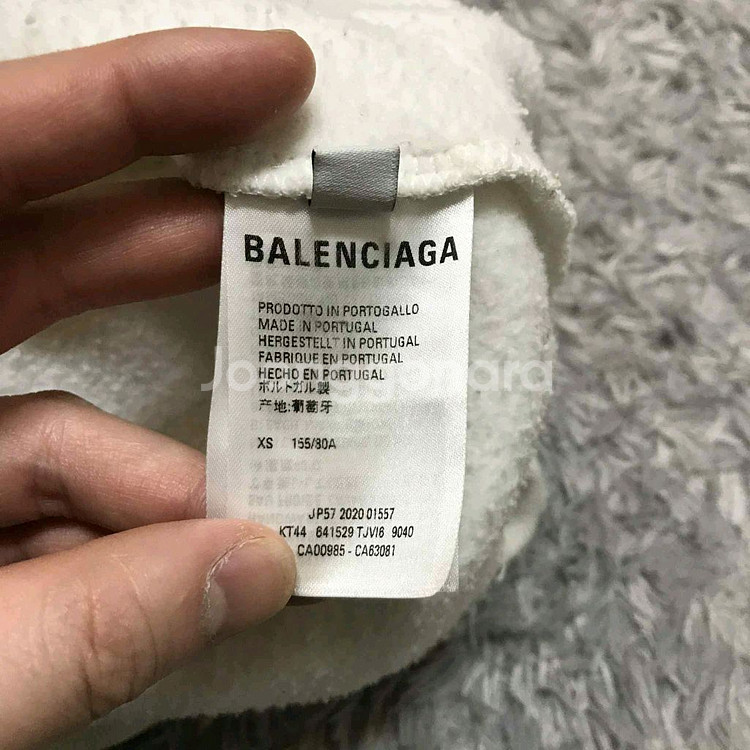 BALENCIAGA
PRODOTTO IN PORTOGALLO
MADE IN PORTUGAL
HERGESTELLT IN PORTUGAL
FABRIQUE EN PORTUGAL
HECHO EN PORTUGAL
ポルトガル製
产地:葡萄牙
Joonggonara
XS 165/80A
JP57 2020 01557
KT44 641529 TJVI6 9040
CA00985 - CA63081